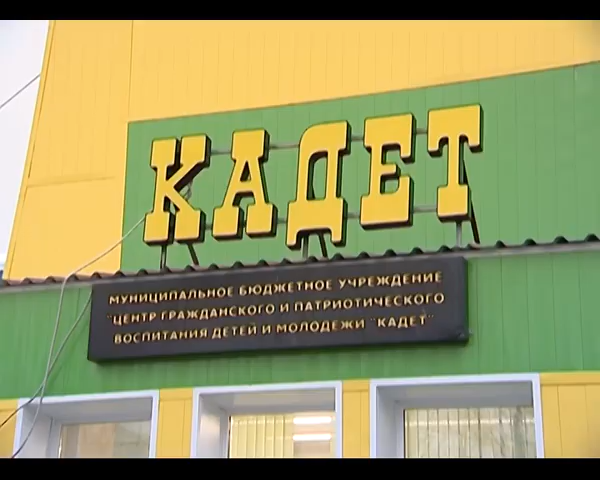 КАДЕТ
МУНИЦИПАЛЬНОЕ БЮДЖЕТНОЕ УЧРЕЖДЕНИЕ
"ЦЕНТР ГРАЖДАНСКОГО И ПАТРИОТИЧЕСКОГО
ВОСПИТАНИЯ ДЕТЕЙ И МОЛОДЕЖИ "КАДЕТ"